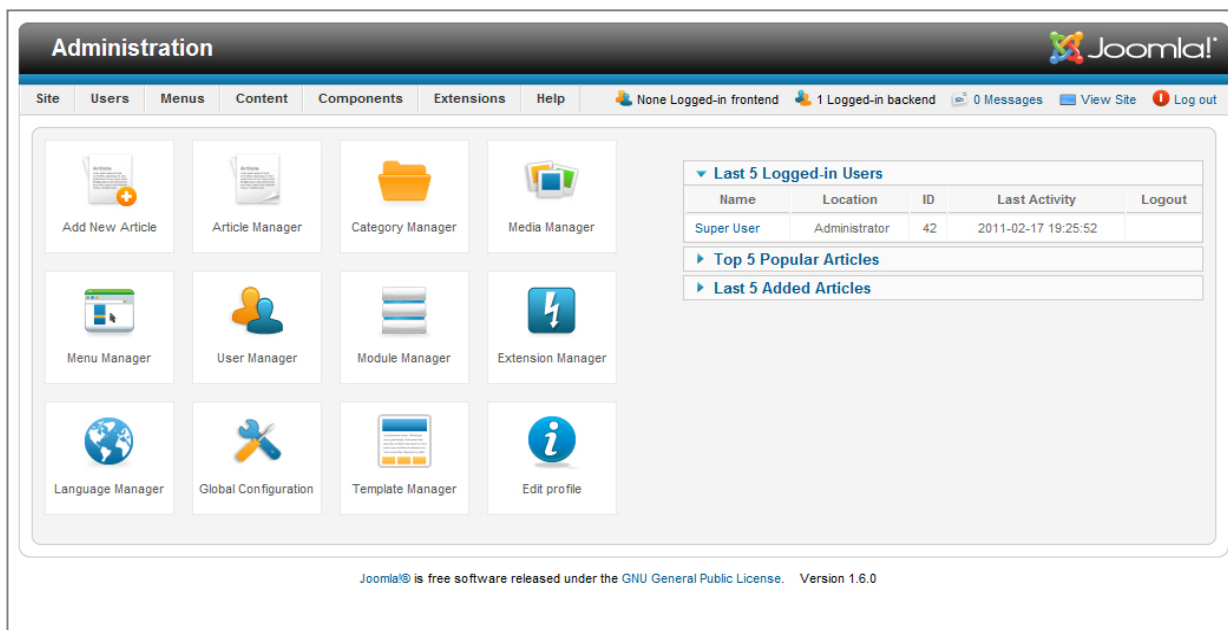 Administration
Joomla!
Site Users Menus Content Components Extensions Help None Logged-in frontend 1 Logged-in backend 0 Messages View Site Log out
Add New Article Article Manager Category Manager Media Manager
Menu Manager User Manager Module Manager Extension Manager
Language Manager Global Configuration Template Manager Edit profile
Last 5 Logged-in Users
Name Location ID Last Activity Logout
Super User Administrator 42 2011-02-17 19:25:52
Top 5 Popular Articles
Last 5 Added Articles
Joomla!® is free software released under the GNU General Public License. Version 1.6.0